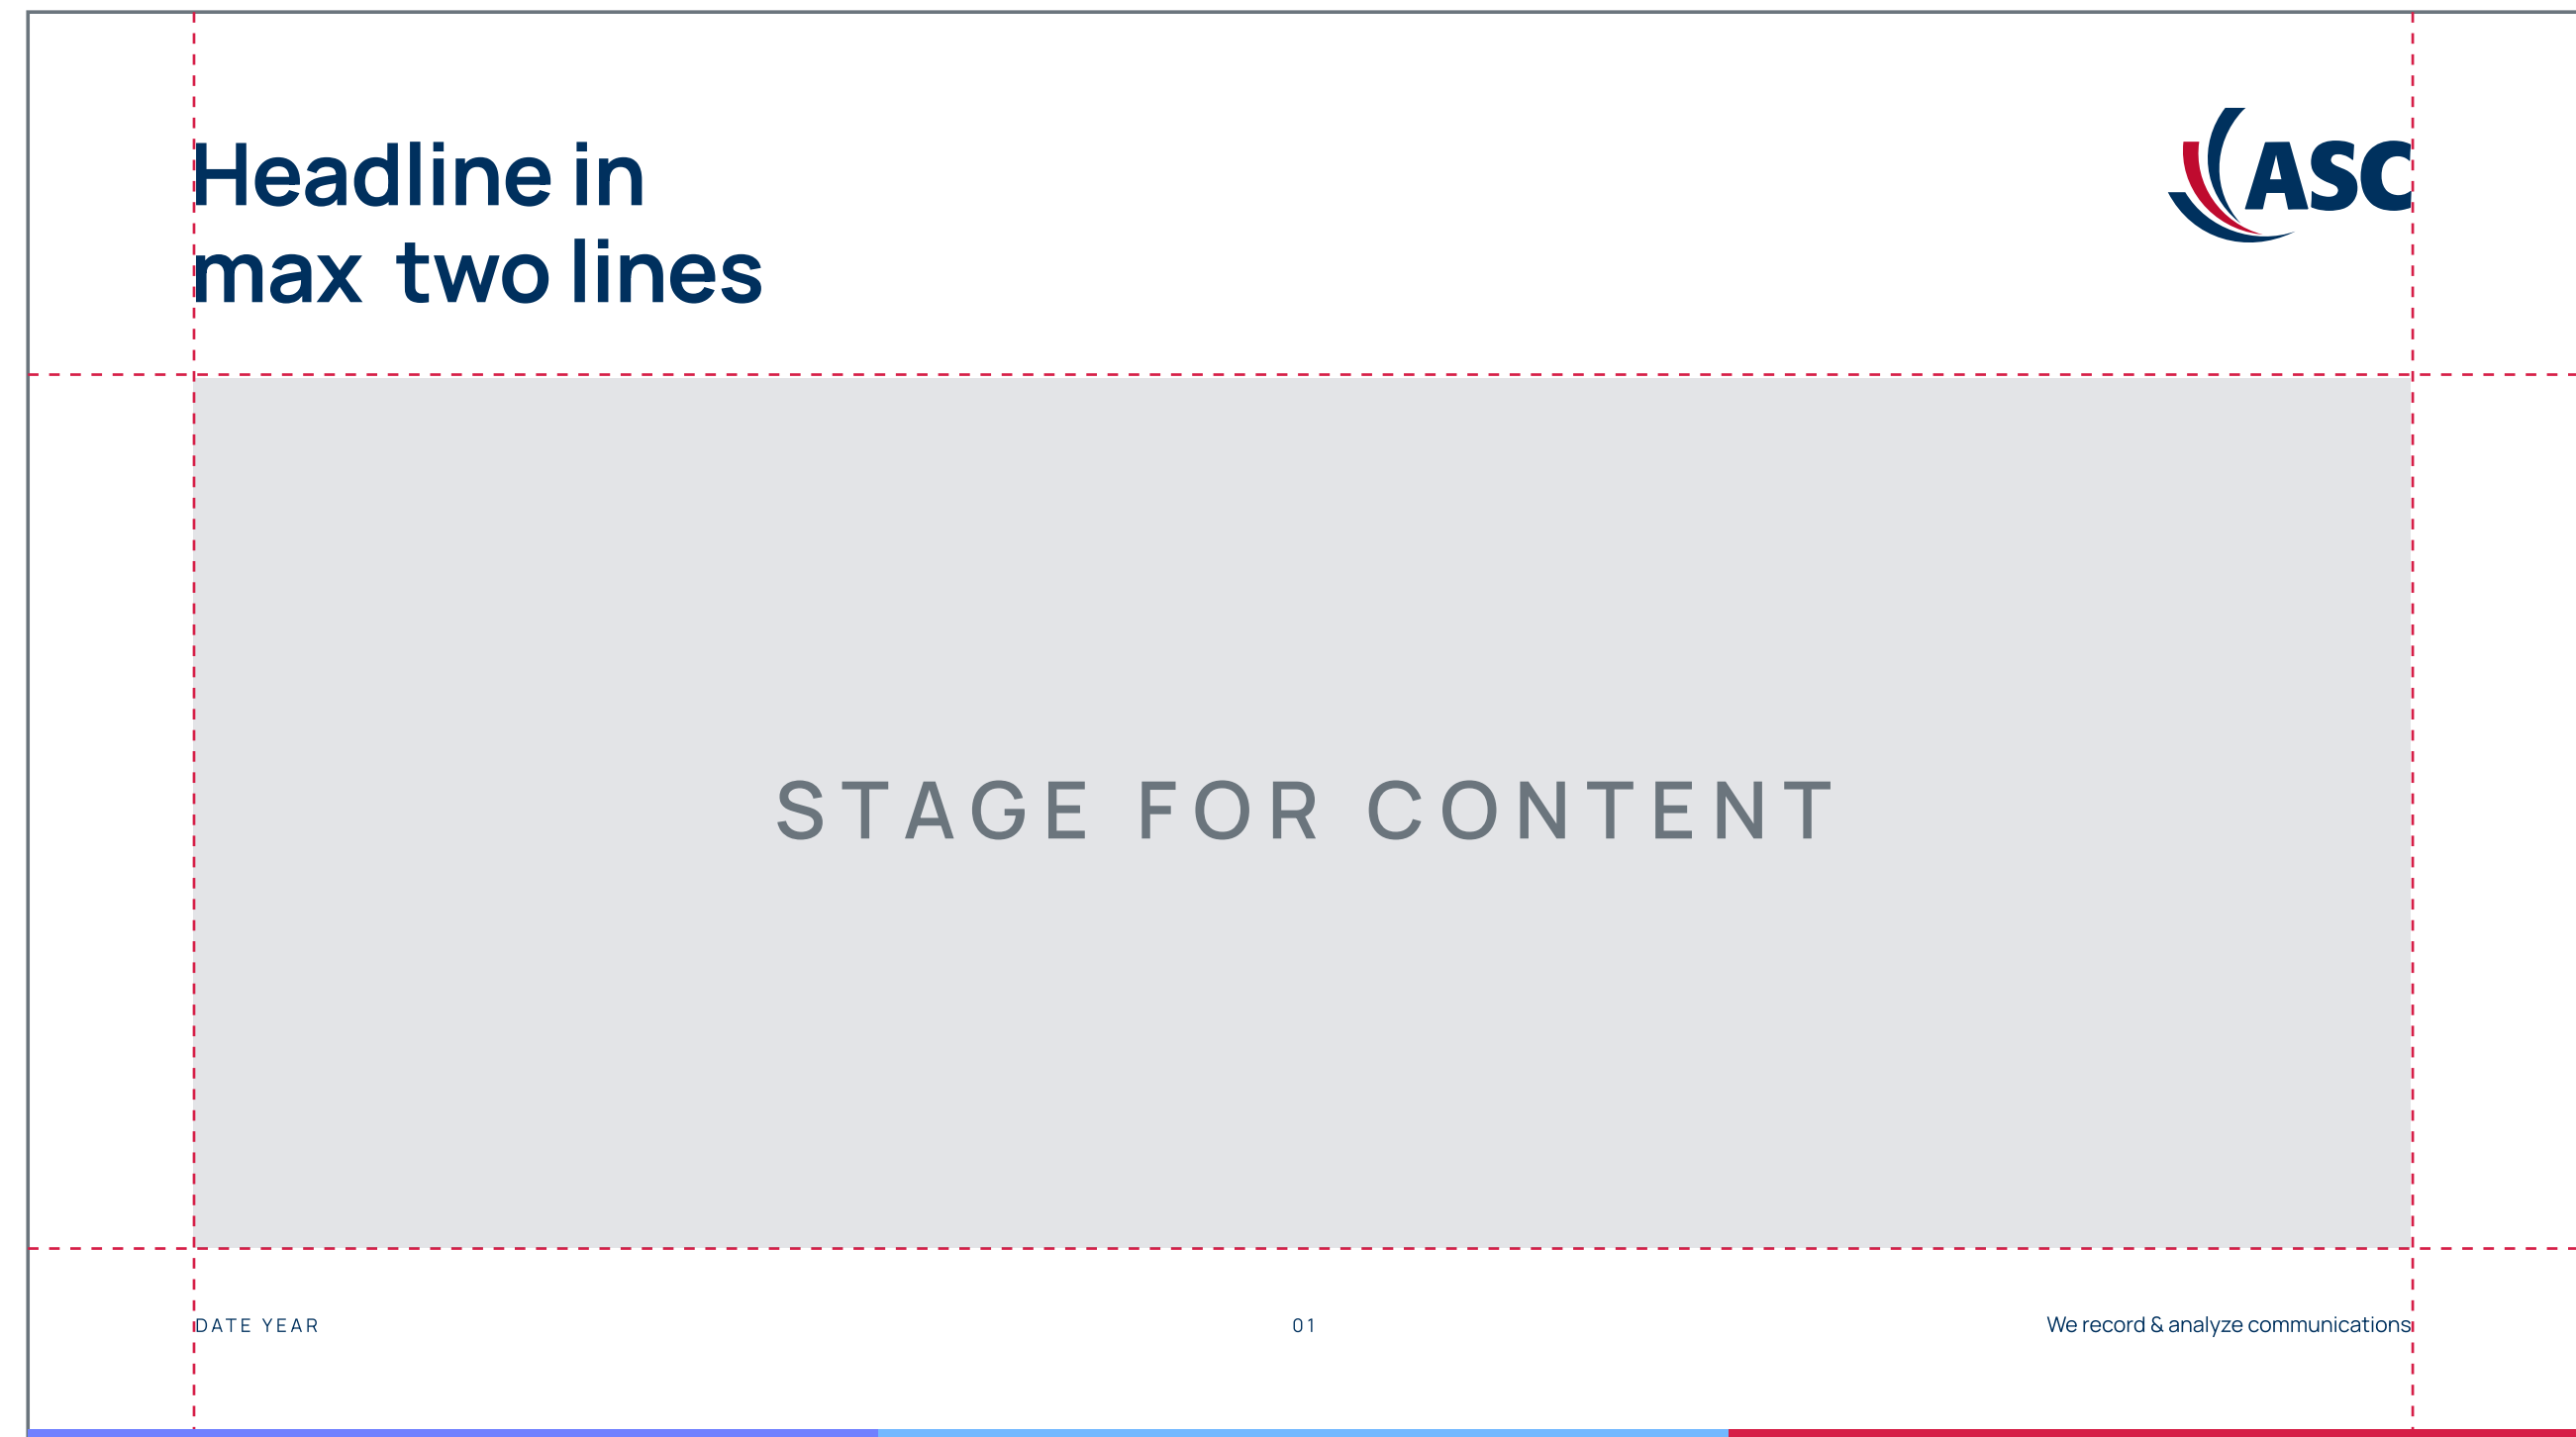 Headline in
max two lines
ASC
STAGE FOR CONTENT
DATE YEAR
01
We record & analyze communications